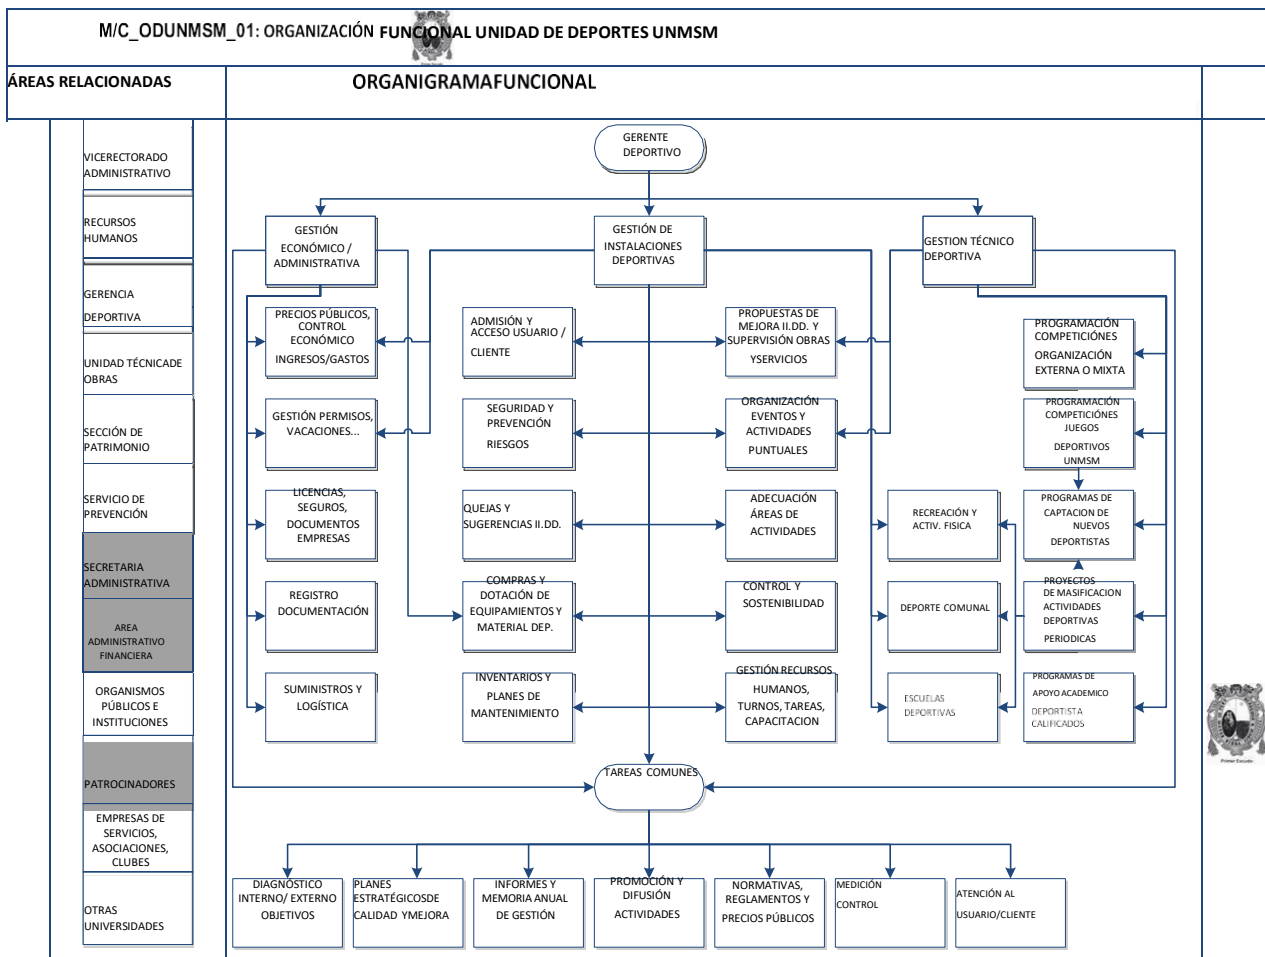 M/C_ODUNMSM_01: ORGANIZACIÓN FUNCIONAL UNIDAD DE DEPORTES UNMSM
ÁREAS RELACIONADAS
ORGANIGRAMAFUNCIONAL
VICERECTORADO
ADMINISTRATIVO
RECURSOS
HUMANOS
GERENCIA
DEPORTIVA
UNIDAD TÉCNICADE
OBRAS
SECCIÓN DE
PATRIMONIO
SERVICIO DE
PREVENCIÓN
SECRETARIA
ADMINISTRATIVA
AREA
ADMINISTRATIVO
FINANCIERA
ORGANISMOS
PÚBLICOS E
INSTITUCIONES
PATROCINADORES
EMPRESAS DE
SERVICIOS,
ASOCIACIONES,
CLUBES
OTRAS
UNIVERSIDADES
GERENTE
DEPORTIVO
GESTIÓN
ECONÓMICO /
ADMINISTRATIVA
GESTIÓN DE
INSTALACIONES
DEPORTIVAS
GESTION TÉCNICO
DEPORTIVA
PRECIOS PÚBLICOS,
CONTROL
ECONÓMICO
INGRESOS/GASTOS
GESTIÓN PERMISOS,
VACACIONES...
LICENCIAS,
SEGUROS,
DOCUMENTOS
EMPRESAS
REGISTRO
DOCUMENTACIÓN
SUMINISTROS Y
LOGÍSTICA
ADMISIÓN Y
ACCESO USUARIO /
CLIENTE
SEGURIDAD Y
PREVENCIÓN
RIESGOS
QUEJAS Y
SUGERENCIAS II.DD.
COMPRAS Y
DOTACIÓN DE
EQUIPAMIENTOS Y
MATERIAL DEP.
INVENTARIOS Y
PLANES DE
MANTENIMIENTO
PROPUESTAS DE
MEJORA II.DD. Y
SUPERVISIÓN OBRAS
YSERVICIOS
ORGANIZACIÓN
EVENTOS Y
ACTIVIDADES
PUNTUALES
ADECUACIÓN
ÁREAS DE
ACTIVIDADES
CONTROL Y
SOSTENIBILIDAD
GESTIÓN RECURSOS
HUMANOS,
TURNOS, TAREAS,
CAPACITACION
RECREACIÓN Y
ACTIV. FISICA
DEPORTE COMUNAL
ESCUELAS
DEPORTIVAS
PROGRAMACIÓN
COMPETICIÓNES
ORGANIZACIÓN
EXTERNA O MIXTA
PROGRAMACIÓN
COMPETICIÓNES
JUEGOS
DEPORTIVOS
UNMSM
PROGRAMAS DE
CAPTACION DE
NUEVOS
DEPORTISTAS
PROYECTOS
DE MASIFICACION
ACTIVIDADES
DEPORTIVAS
PERIODICAS
PROGRAMAS DE
APOYO ACADEMICO
DEPORTISTA
CALIFICADOS
TAREAS COMUNES
DIAGNÓSTICO
INTERNO/ EXTERNO
OBJETIVOS
PLANES
ESTRATÉGICOSDE
CALIDAD YMEJORA
INFORMES Y
MEMORIA ANUAL
DE GESTIÓN
PROMOCIÓN Y
DIFUSIÓN
ACTIVIDADES
NORMATIVAS,
REGLAMENTOS Y
PRECIOS PÚBLICOS
MEDICIÓN
CONTROL
ATENCIÓN AL
USUARIO/CLIENTE
Primer Escudo